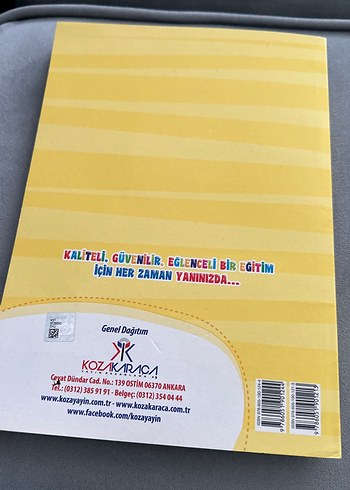 KALİTELİ, GÜVENİLİR, EĞLENCELİ BİR EĞİTİM
İÇİN HER ZAMAN YANINIZDA...
Genel Dağıtım
KOZAKARACA
Cevat Dündar Cad. No.: 139 OSTİM 06370 ANKARA
Tel.: (0312) 385 91 91 - Belgeç: (0312) 354 04 44
www.kozayayin.com - www.kozakaraca.com.tr
www.facebook.com/kozayayin